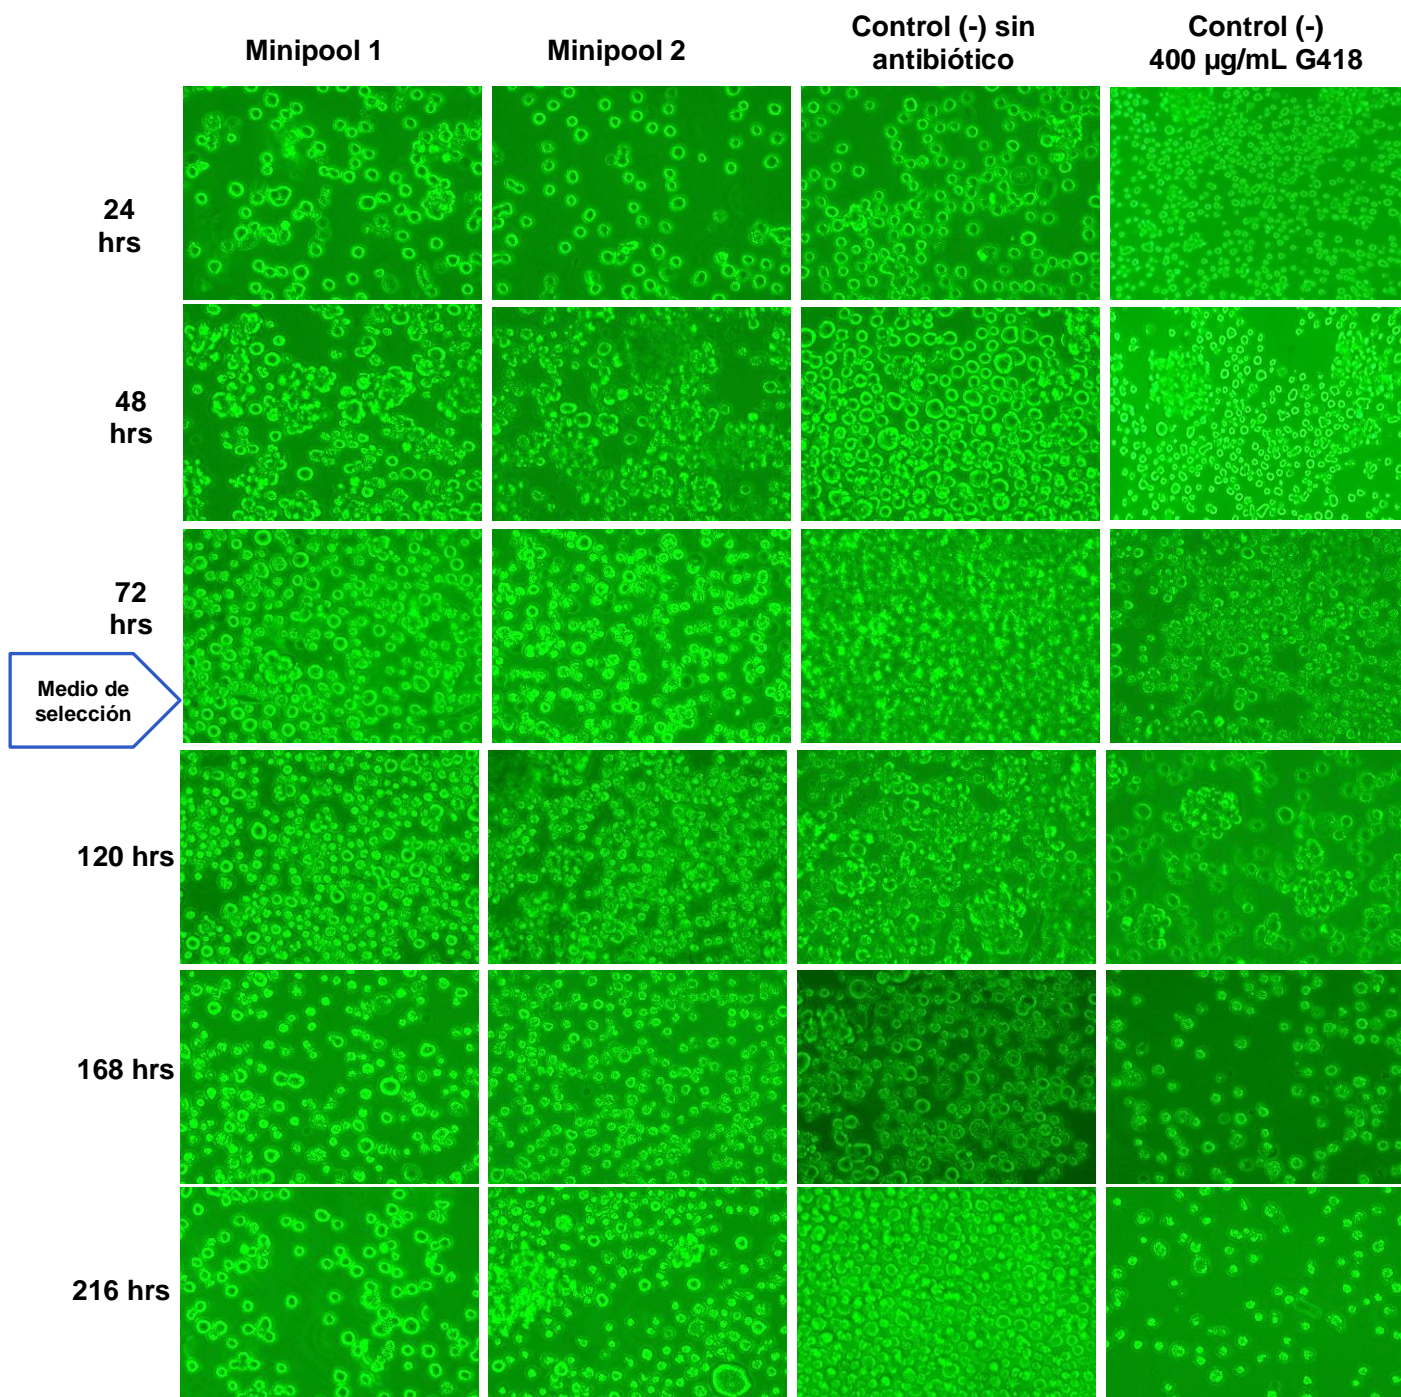 Minipool 1
Minipool 2
Control (-) sin
antibiótico
Control (-)
400 µg/mL G418
24
hrs
48
hrs
72
hrs
Medio de
selección
120 hrs
168 hrs
216 hrs